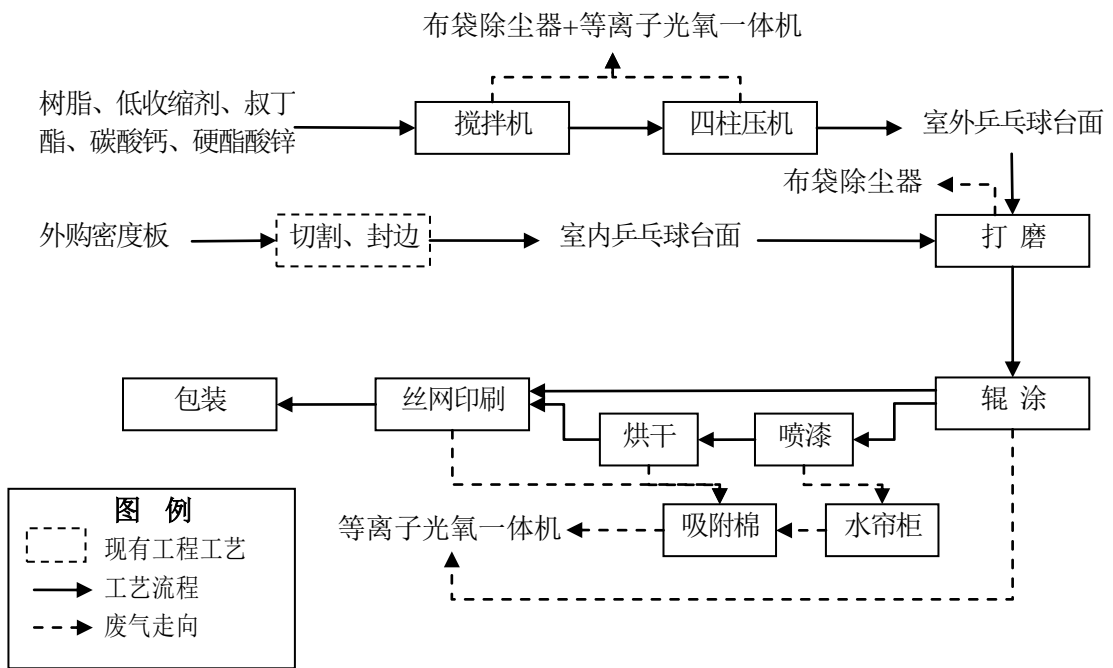 布袋除尘器+等离子光氧一体机
树脂、低收缩剂、叔丁
酯、碳酸钙、硬酯酸锌
搅拌机
四柱压机
室外乒乓球台面
布袋除尘器
外购密度板
切割、封边
室内乒乓球台面
打 磨
包装
丝网印刷
辊 涂
烘干
喷漆
等离子光氧一体机
吸附棉
水帘柜
图 例
现有工程工艺
工艺流程
废气走向